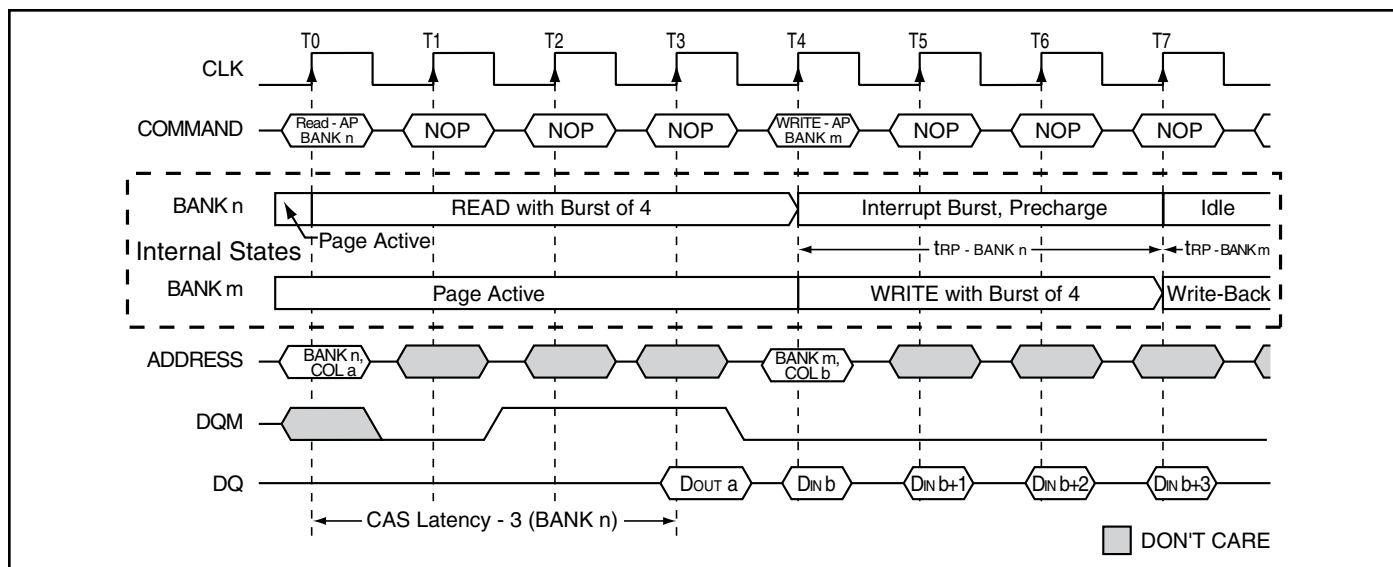 T0 T1 T2 T3 T4 T5 T6 T7
CLK
COMMAND Read - AP BANK n NOP NOP NOP WRITE - AP BANK m NOP NOP NOP
BANK n READ with Burst of 4 Interrupt Burst, Precharge Idle
Page Active
Internal States
tRP - BANK n tRP - BANK m
BANK m Page Active WRITE with Burst of 4 Write-Back
ADDRESS BANK n, COL a BANK m, COL b
DQM
DQ DOUT a DIN b DIN b+1 DIN b+2 DIN b+3
CAS Latency - 3 (BANK n)
DON'T CARE